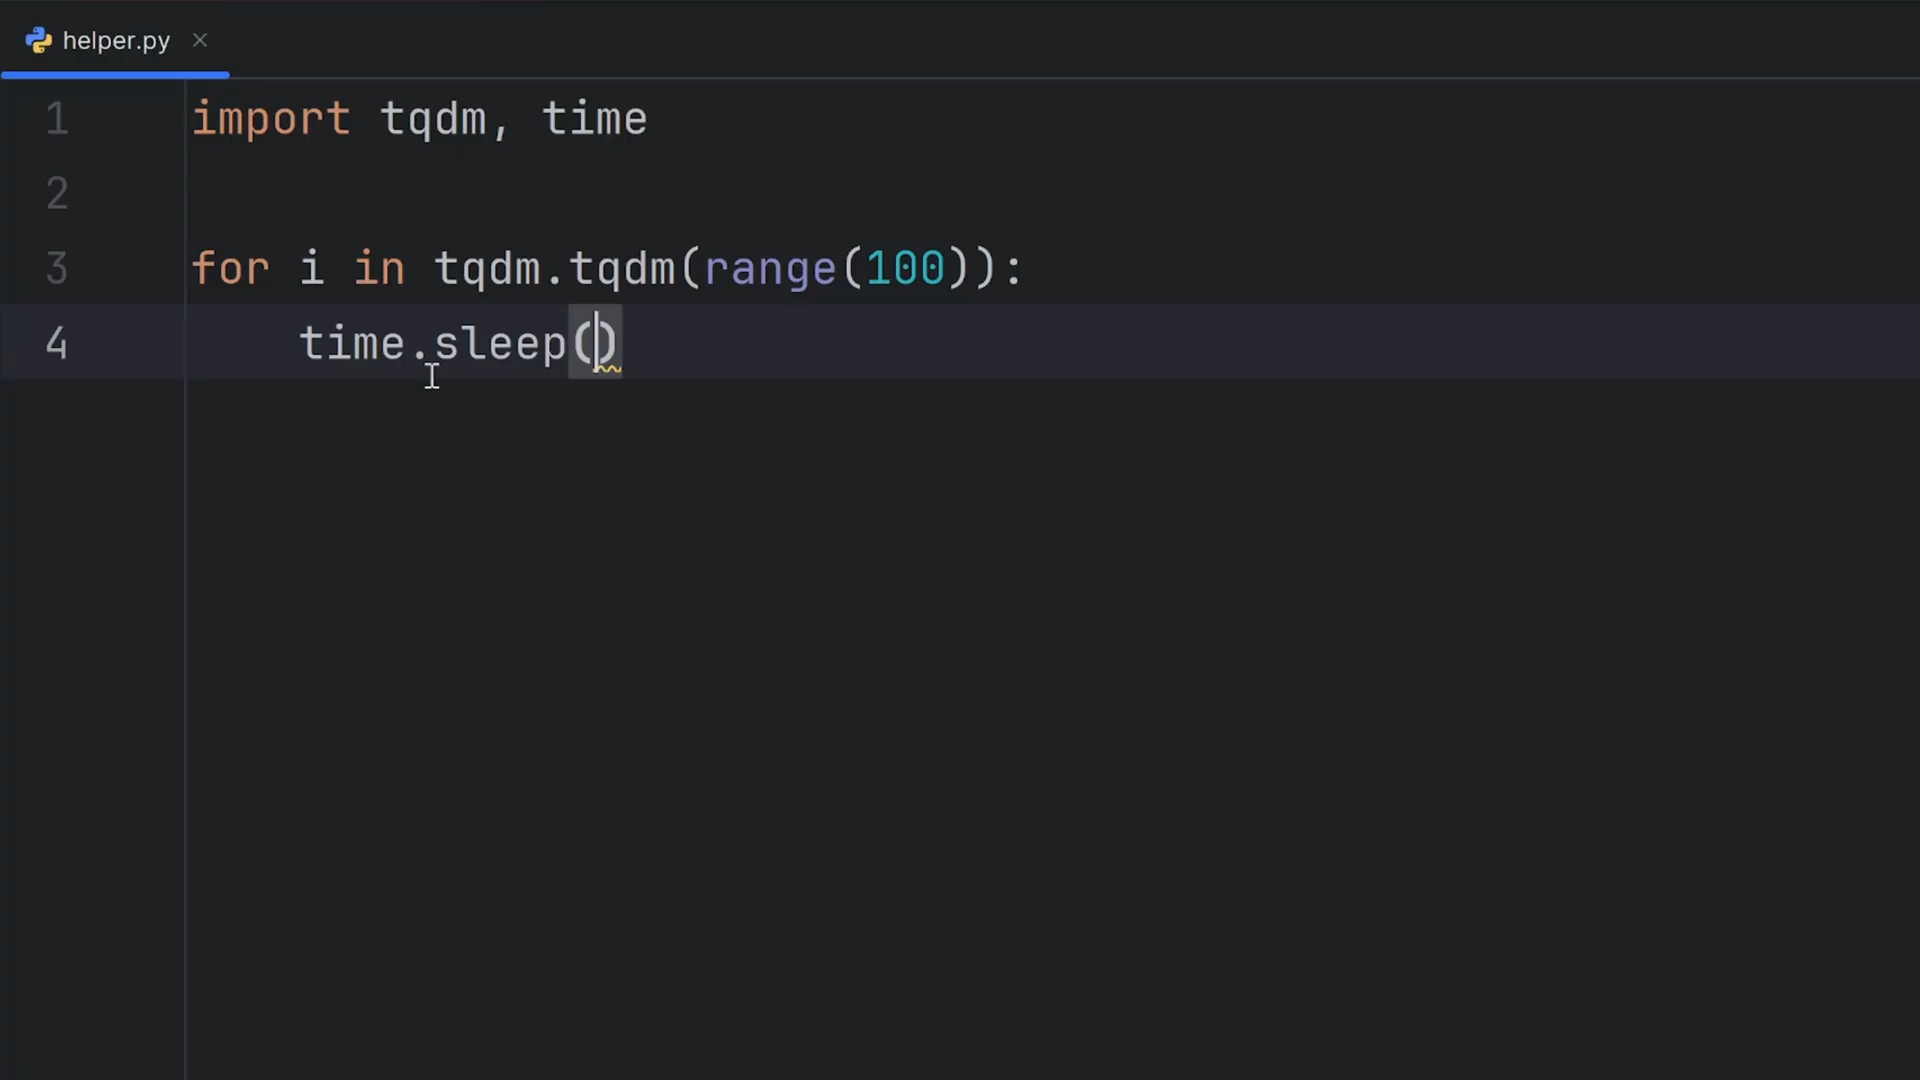 helper.py
1 import tqdm, time
2
3 for i in tqdm.tqdm(range(100)):
4     time.sleep()